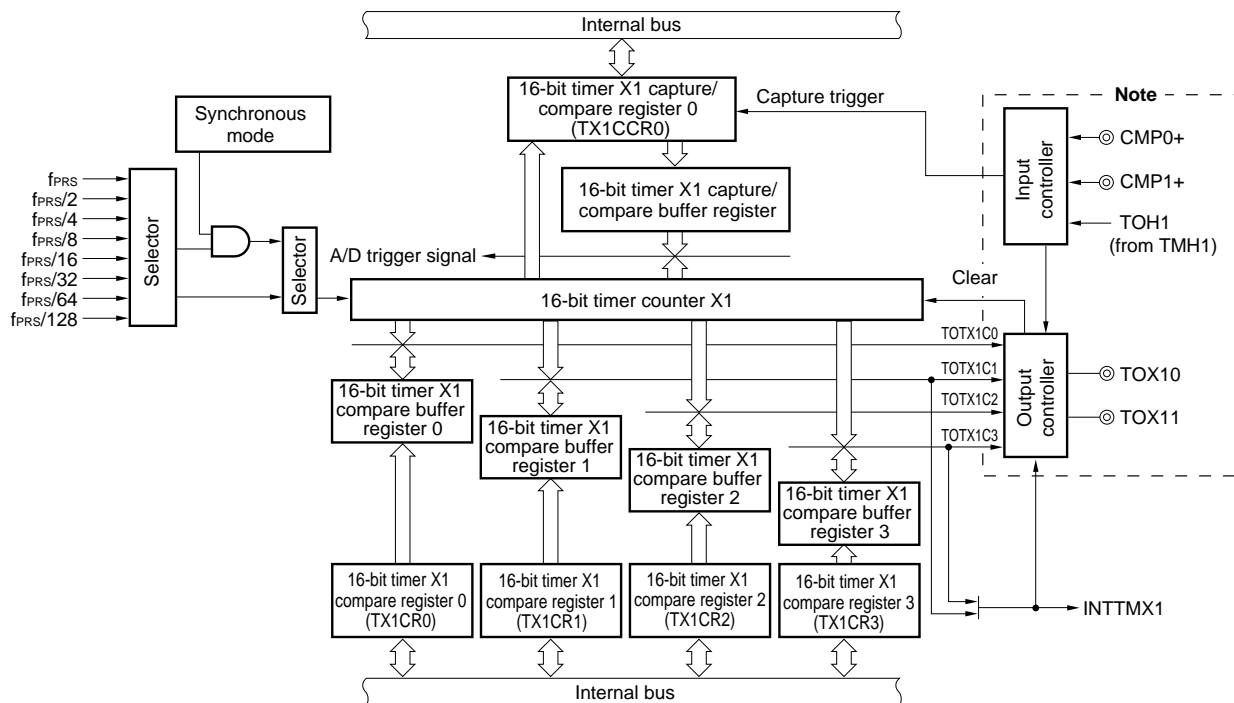 Internal bus
16-bit timer X1 capture/
compare register 0
(TX1CCR0)
Capture trigger
Note
Synchronous
mode
CMP0+
CMP1+
TOH1
(from TMH1)
Input
controller
16-bit timer X1 capture/
compare buffer register
fPRS
fPRS/2
fPRS/4
fPRS/8
fPRS/16
fPRS/32
fPRS/64
fPRS/128
Selector
Selector
A/D trigger signal
Clear
16-bit timer counter X1
TOTX1C0
TOTX1C1
TOTX1C2
TOTX1C3
Output
controller
TOX10
TOX11
16-bit timer X1
compare buffer
register 0
16-bit timer X1
compare buffer
register 1
16-bit timer X1
compare buffer
register 2
16-bit timer X1
compare buffer
register 3
16-bit timer X1
compare register 0
(TX1CR0)
16-bit timer X1
compare register 1
(TX1CR1)
16-bit timer X1
compare register 2
(TX1CR2)
16-bit timer X1
compare register 3
(TX1CR3)
INTTMX1
Internal bus